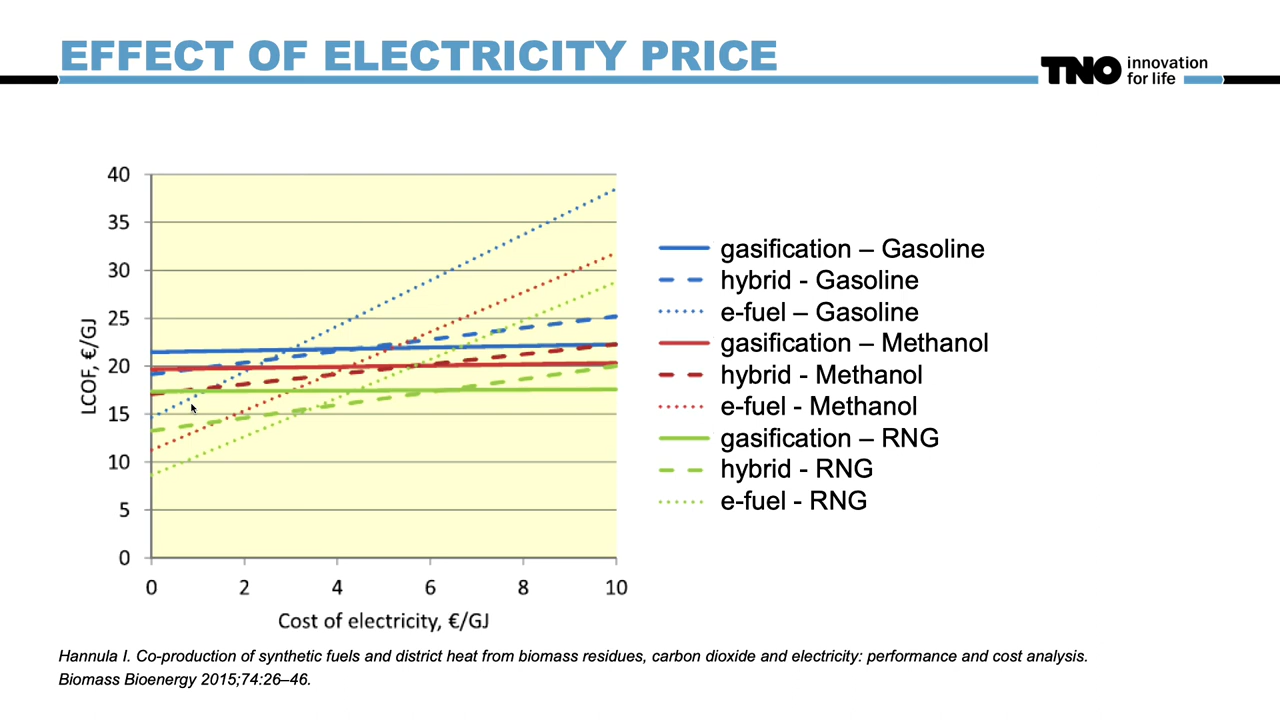 EFFECT OF ELECTRICITY PRICE
TNO innovation
for life
40
35
30
25
20
15
10
5
0
LCOF, €/GJ
0 2 4 6 8 10
Cost of electricity, €/GJ
gasification – Gasoline
hybrid - Gasoline
e-fuel – Gasoline
gasification – Methanol
hybrid - Methanol
e-fuel - Methanol
gasification – RNG
hybrid - RNG
e-fuel - RNG
Hannula I. Co-production of synthetic fuels and district heat from biomass residues, carbon dioxide and electricity: performance and cost analysis.
Biomass Bioenergy 2015;74:26–46.